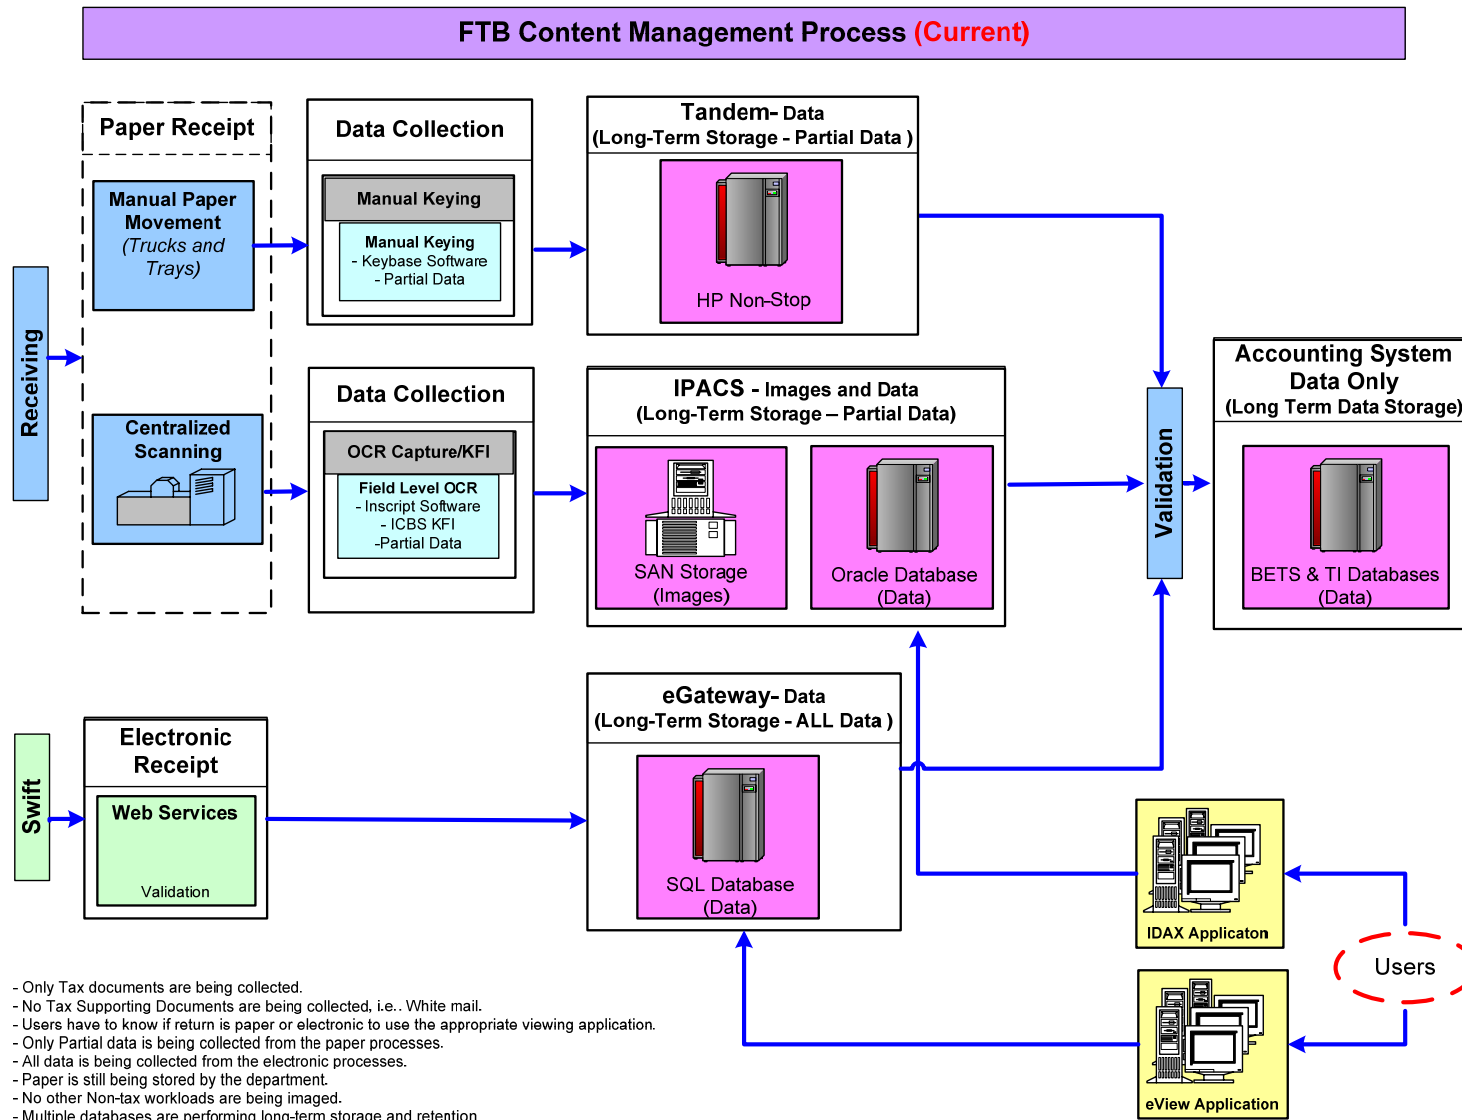 FTB Content Management Process (Current)
Paper Receipt
Manual Paper
Movement
(Trucks and
Trays)
Centralized
Scanning
Receiving
Data Collection
Manual Keying
Manual Keying
- Keybase Software
- Partial Data
Data Collection
OCR Capture/KFI
Field Level OCR
- Inscript Software
- ICBS KFI
-Partial Data
Tandem- Data
(Long-Term Storage - Partial Data )
HP Non-Stop
IPACS - Images and Data
(Long-Term Storage – Partial Data)
SAN Storage
(Images)
Oracle Database
(Data)
Validation
Accounting System
Data Only
(Long Term Data Storage)
BETS & TI Databases
(Data)
Swift
Electronic
Receipt
Web Services
Validation
eGateway- Data
(Long-Term Storage - ALL Data )
SQL Database
(Data)
IDAX Applicaton
Users
eView Application
- Only Tax documents are being collected.
- No Tax Supporting Documents are being collected, i.e.. White mail.
- Users have to know if return is paper or electronic to use the appropriate viewing application.
- Only Partial data is being collected from the paper processes.
- All data is being collected from the electronic processes.
- Paper is still being stored by the department.
- No other Non-tax workloads are being imaged.
- Multiple databases are performing long-term storage and retention